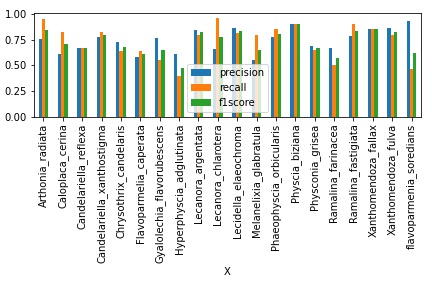 1.00
0.75
0.50
0.25
0.00
precision
recall
f1score
Arthonia_radiata
Caloplaca_cerina
Candelariella_reflexa
Candelariella_xanthostigma
Chrysothrix_candelaris
Flavoparmelia_caperata
Gyalolechia_flavorubescens
Hyperphyscia_adglutinata
Lecanora_argentata
Lecanora_chlarotera
Lecidella_elaeochroma
Melanelixia_glabratula
Phaeophyscia_orbicularis
Physcia_biziana
Physconia_grisea
Ramalina_farinacea
Ramalina_fastigiata
Xanthomendoza_fallax
Xanthomendoza_fulva
flavoparmenia_soredians
X